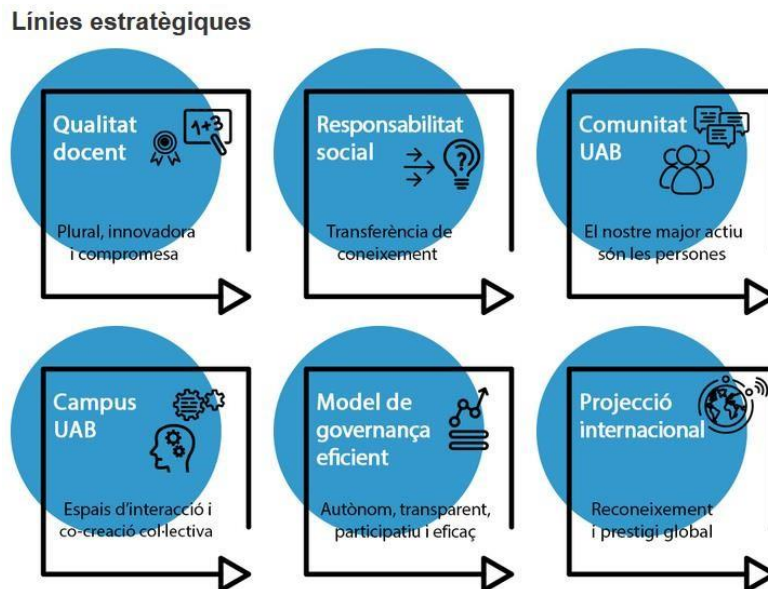 Línies estratègiques
Qualitat
docent
1+3
Plural, innovadora
i compromesa
Responsabilitat
social
?
Transferència de
coneixement
Comunitat
UAB
El nostre major actiu
són les persones
Campus
UAB
Espais d'interacció i
co-creació col·lectiva
Model de
governança
eficient
Autònom, transparent,
participatiu i eficaç
Projecció
internacional
Reconeixement
i prestigi global